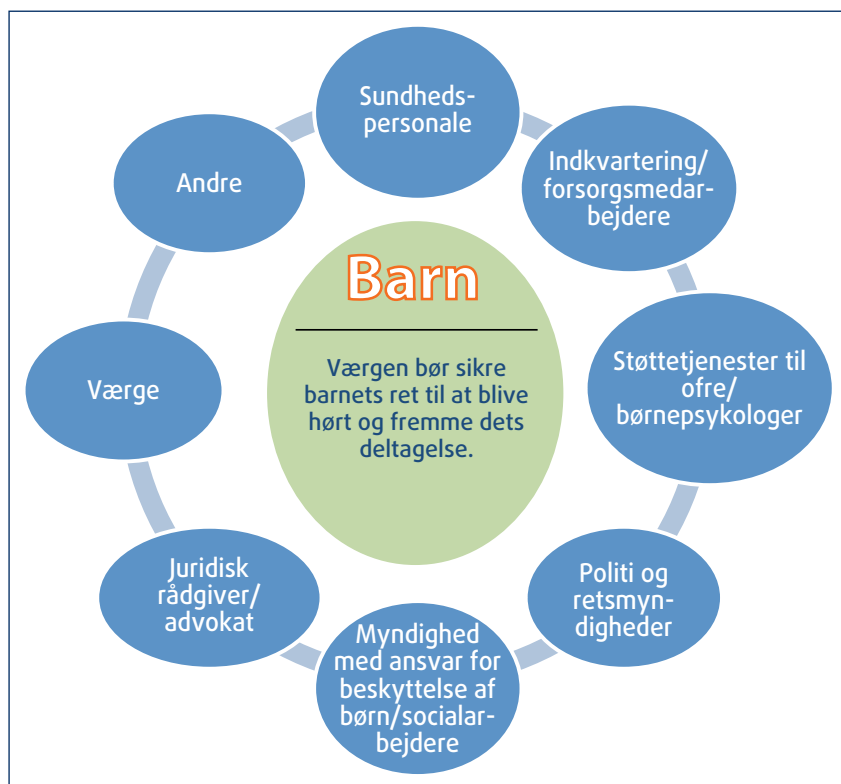 Sundheds-
personale
Indkvartering/
forsorgsmedar-
bejdere
Støttetjenester til
ofre/
børnepsykologer
Politi og
retsmyn-
digheder
Myndighed
med ansvar for
beskyttelse af
børn/socialar-
bejdere
Juridisk
rådgiver/
advokat
Værge
Andre
Barn
Værgen bør sikre
barnets ret til at blive
hørt og fremme dets
deltagelse.